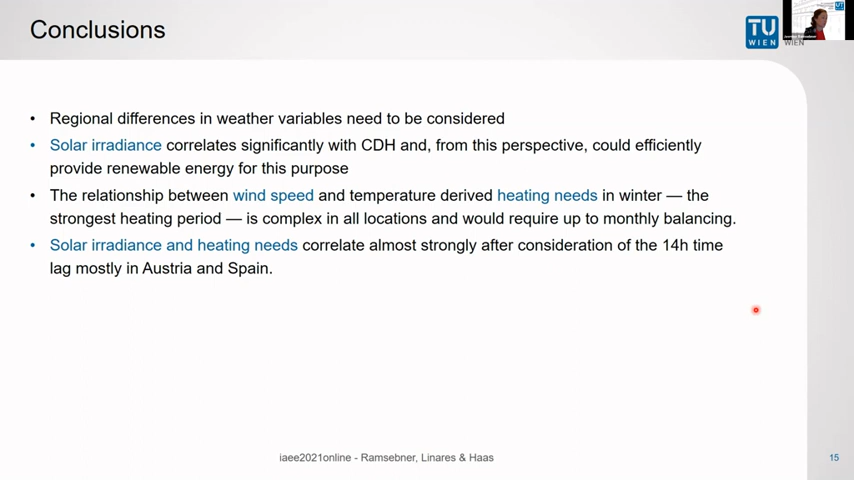 Conclusions
TU
WIEN
WIEN
• Regional differences in weather variables need to be considered
• Solar irradiance correlates significantly with CDH and, from this perspective, could efficiently
provide renewable energy for this purpose
• The relationship between wind speed and temperature derived heating needs in winter — the
strongest heating period — is complex in all locations and would require up to monthly balancing.
• Solar irradiance and heating needs correlate almost strongly after consideration of the 14h time
lag mostly in Austria and Spain.
iaee2021online - Ramsebner, Linares & Haas
15